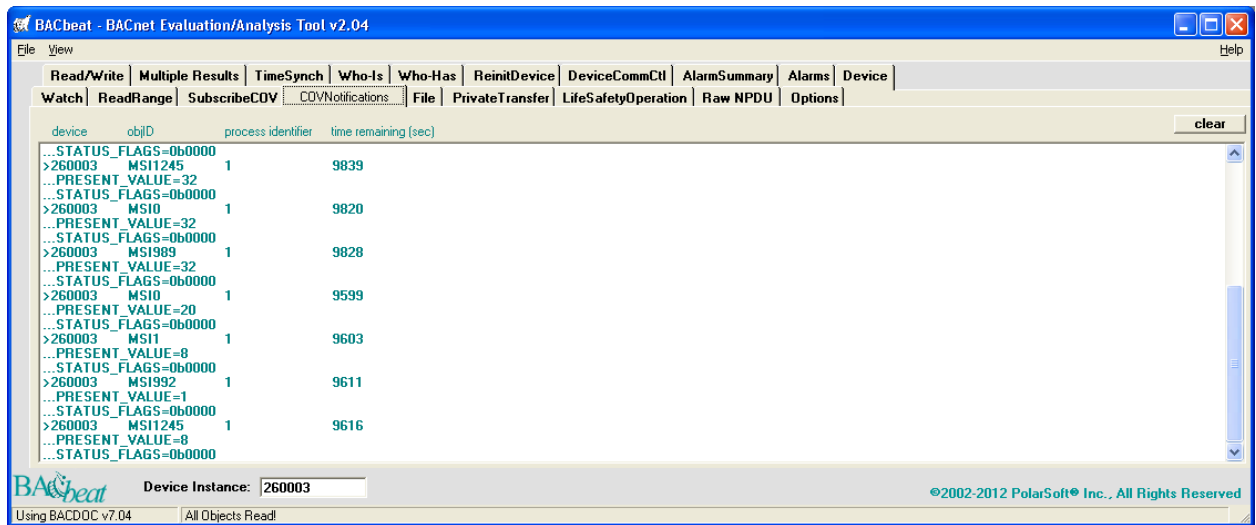 BACbeat - BACnet Evaluation/Analysis Tool v2.04
File View Help
Read/Write Multiple Results TimeSynch Who-Is Who-Has ReinitDevice DeviceCommCtl AlarmSummary Alarms Device
Watch ReadRange SubscribeCOV COVNotifications File PrivateTransfer LifeSafetyOperation Raw NPDU Options
clear
device objID process identifier time remaining (sec)
...STATUS_FLAGS=0b0000
>260003 MSI1245 1 9839
...PRESENT_VALUE=32
...STATUS_FLAGS=0b0000
>260003 MSI0 1 9820
...PRESENT_VALUE=32
...STATUS_FLAGS=0b0000
>260003 MSI989 1 9828
...PRESENT_VALUE=32
...STATUS_FLAGS=0b0000
>260003 MSI0 1 9599
...PRESENT_VALUE=20
...STATUS_FLAGS=0b0000
>260003 MSI1 1 9603
...PRESENT_VALUE=8
...STATUS_FLAGS=0b0000
>260003 MSI992 1 9611
...PRESENT_VALUE=1
...STATUS_FLAGS=0b0000
>260003 MSI1245 1 9616
...PRESENT_VALUE=8
...STATUS_FLAGS=0b0000
BACbeat Device Instance: 260003 ©2002-2012 PolarSoft® Inc., All Rights Reserved
Using BACDOC v7.04 All Objects Read!